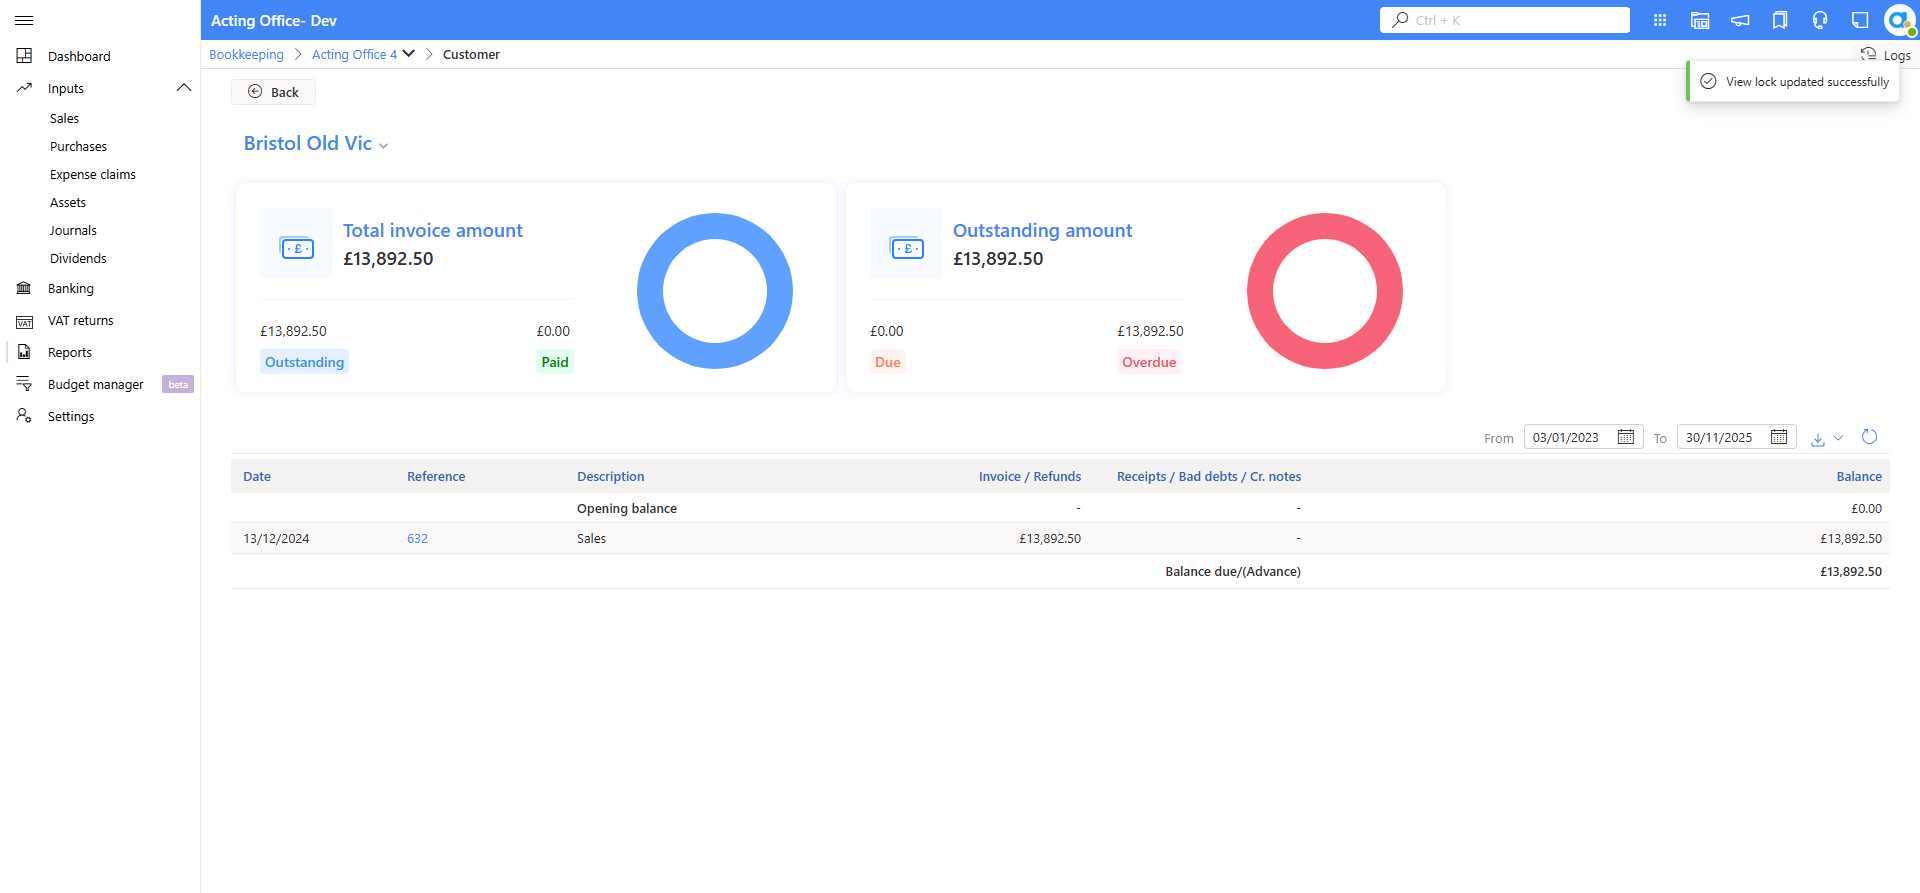 Acting Office- Dev
Ctrl + K
Bookkeeping
Acting Office 4
Customer
Logs
View lock updated successfully
Dashboard
Inputs
Sales
Purchases
Expense claims
Assets
Journals
Dividends
Banking
VAT
VAT returns
Reports
Budget manager
beta
Settings
Back
Bristol Old Vic
£
Total invoice amount
£13,892.50
£13,892.50
£0.00
Outstanding
Paid
£
Outstanding amount
£13,892.50
£0.00
£13,892.50
Due
Overdue
From
03/01/2023
To
30/11/2025
Date
Reference
Description
Invoice / Refunds
Receipts / Bad debts / Cr. notes
Balance
Opening balance
-
-
£0.00
13/12/2024
632
Sales
£13,892.50
-
£13,892.50
Balance due/(Advance)
£13,892.50